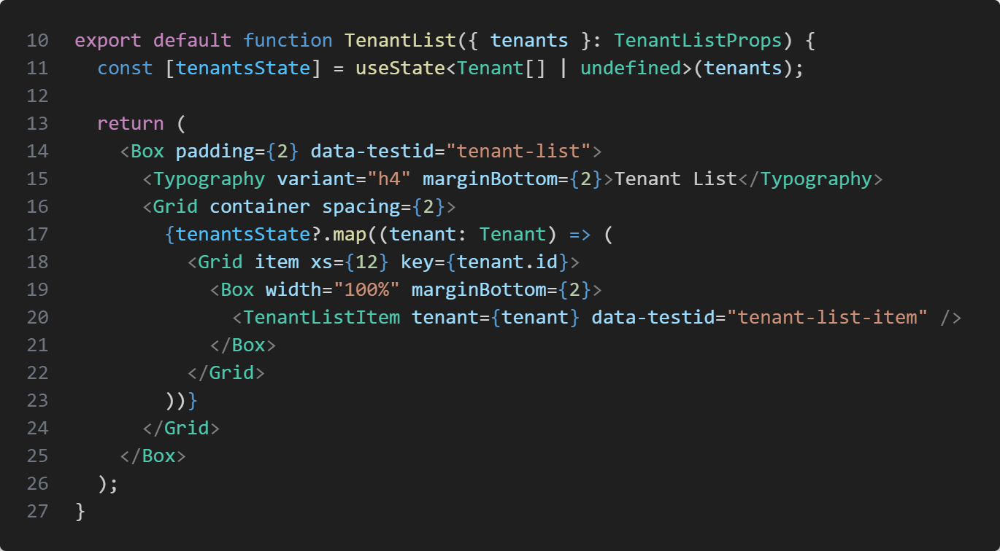 10 export default function TenantList({ tenants }: TenantListProps) {
11   const [tenantsState] = useState<Tenant[] | undefined>(tenants);
12
13   return (
14     <Box padding={2} data-testid="tenant-list">
15       <Typography variant="h4" marginBottom={2}>Tenant List</Typography>
16       <Grid container spacing={2}>
17         {tenantsState?.map((tenant: Tenant) => (
18           <Grid item xs={12} key={tenant.id}>
19             <Box width="100%" marginBottom={2}>
20               <TenantListItem tenant={tenant} data-testid="tenant-list-item" />
21             </Box>
22           </Grid>
23         ))}
24       </Grid>
25     </Box>
26   );
27 }